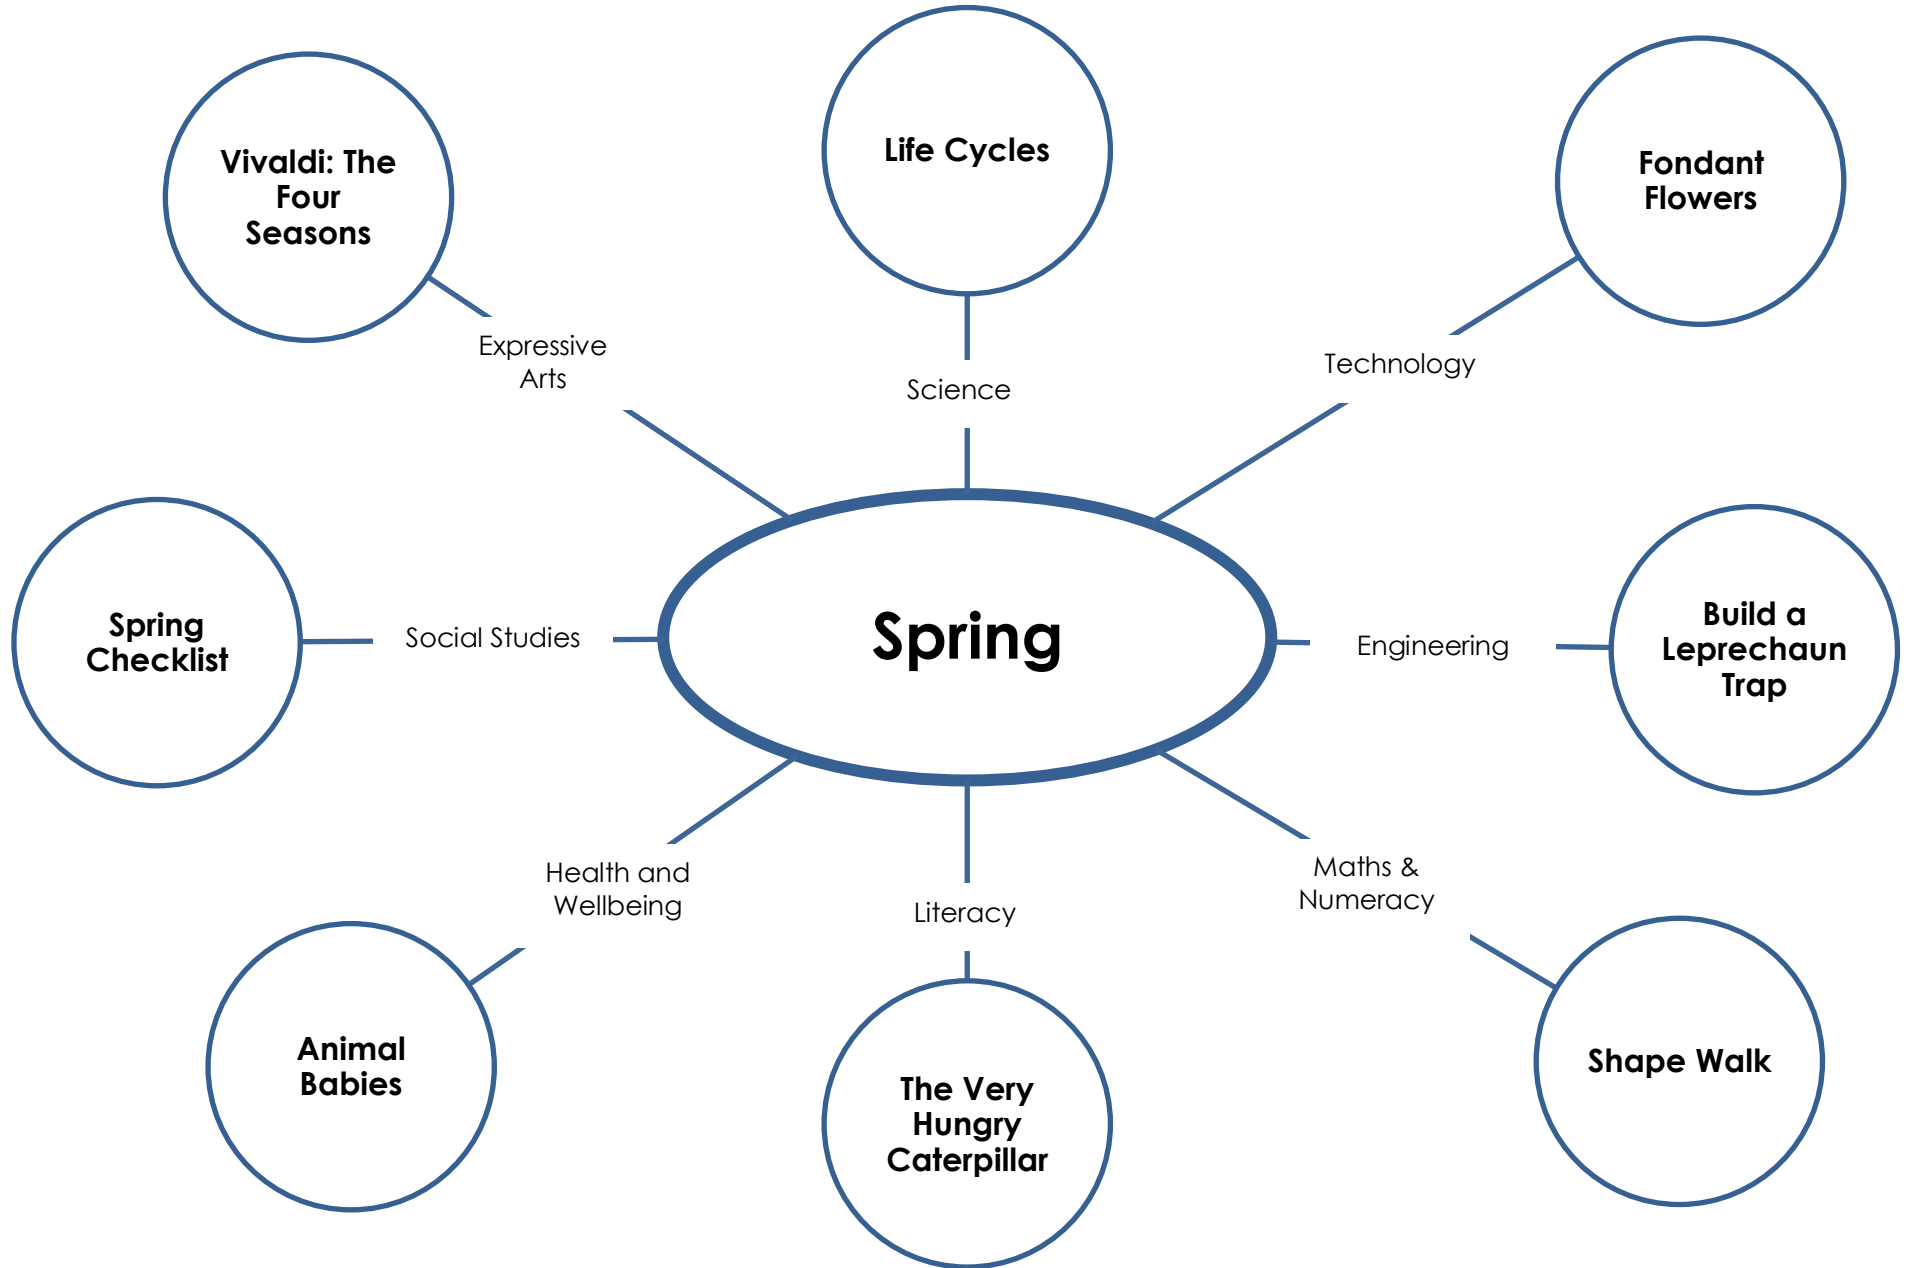 Life Cycles
Vivaldi: The
Four
Seasons
Fondant
Flowers
Expressive
Arts
Science
Technology
Spring
Checklist
Social Studies
Spring
Engineering
Build a
Leprechaun
Trap
Health and
Wellbeing
Literacy
Maths &
Numeracy
Animal
Babies
The Very
Hungry
Caterpillar
Shape Walk